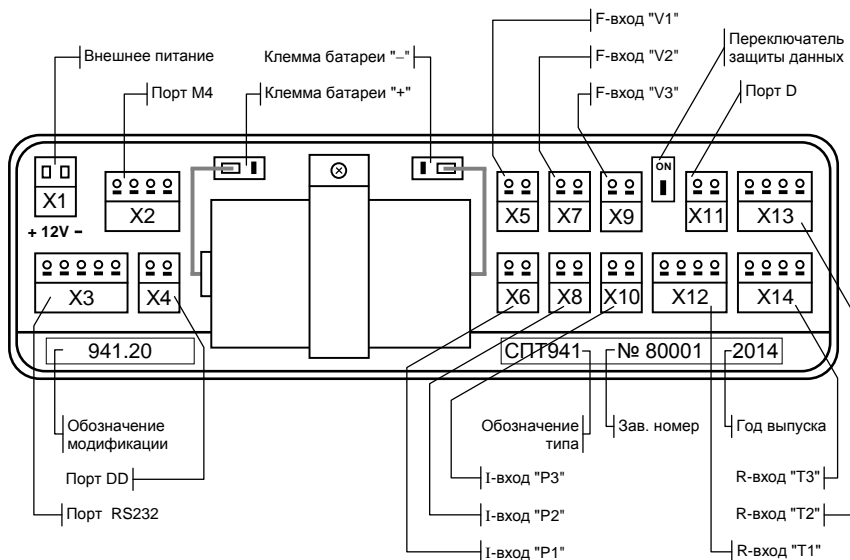 F-вход "V1"
Внешнее питание
Клемма батареи "–"
F-вход "V2"
Переключатель
защиты данных
Порт М4
Клемма батареи "+"
F-вход "V3"
Порт D
ON
X1
X2
X5
X7
X9
X11
X13
+ 12V –
X3
X4
X6
X8
X10
X12
X14
941.20
СПТ941
№ 80001
2014
Обозначение
модификации
Обозначение
типа
Зав. номер
Год выпуска
Порт DD
I-вход "P3"
R-вход "T3"
Порт RS232
I-вход "P2"
R-вход "T2"
I-вход "P1"
R-вход "T1"